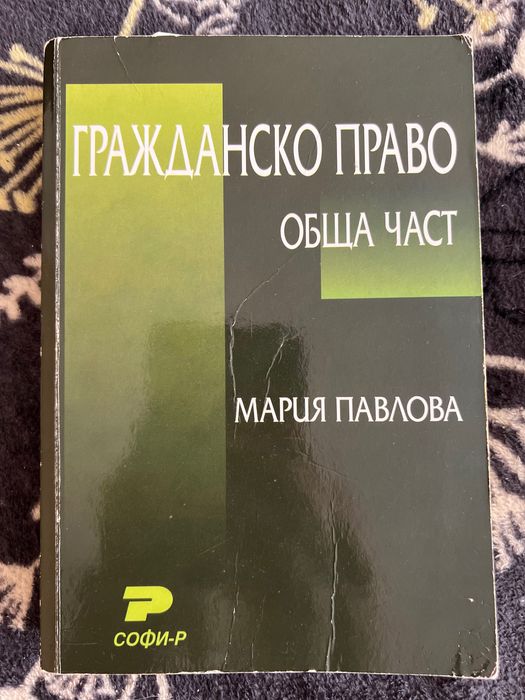 ГРАЖДАНСКО ПРАВО
ОБЩА ЧАСТ
МАРИЯ ПАВЛОВА
СОФИ-Р